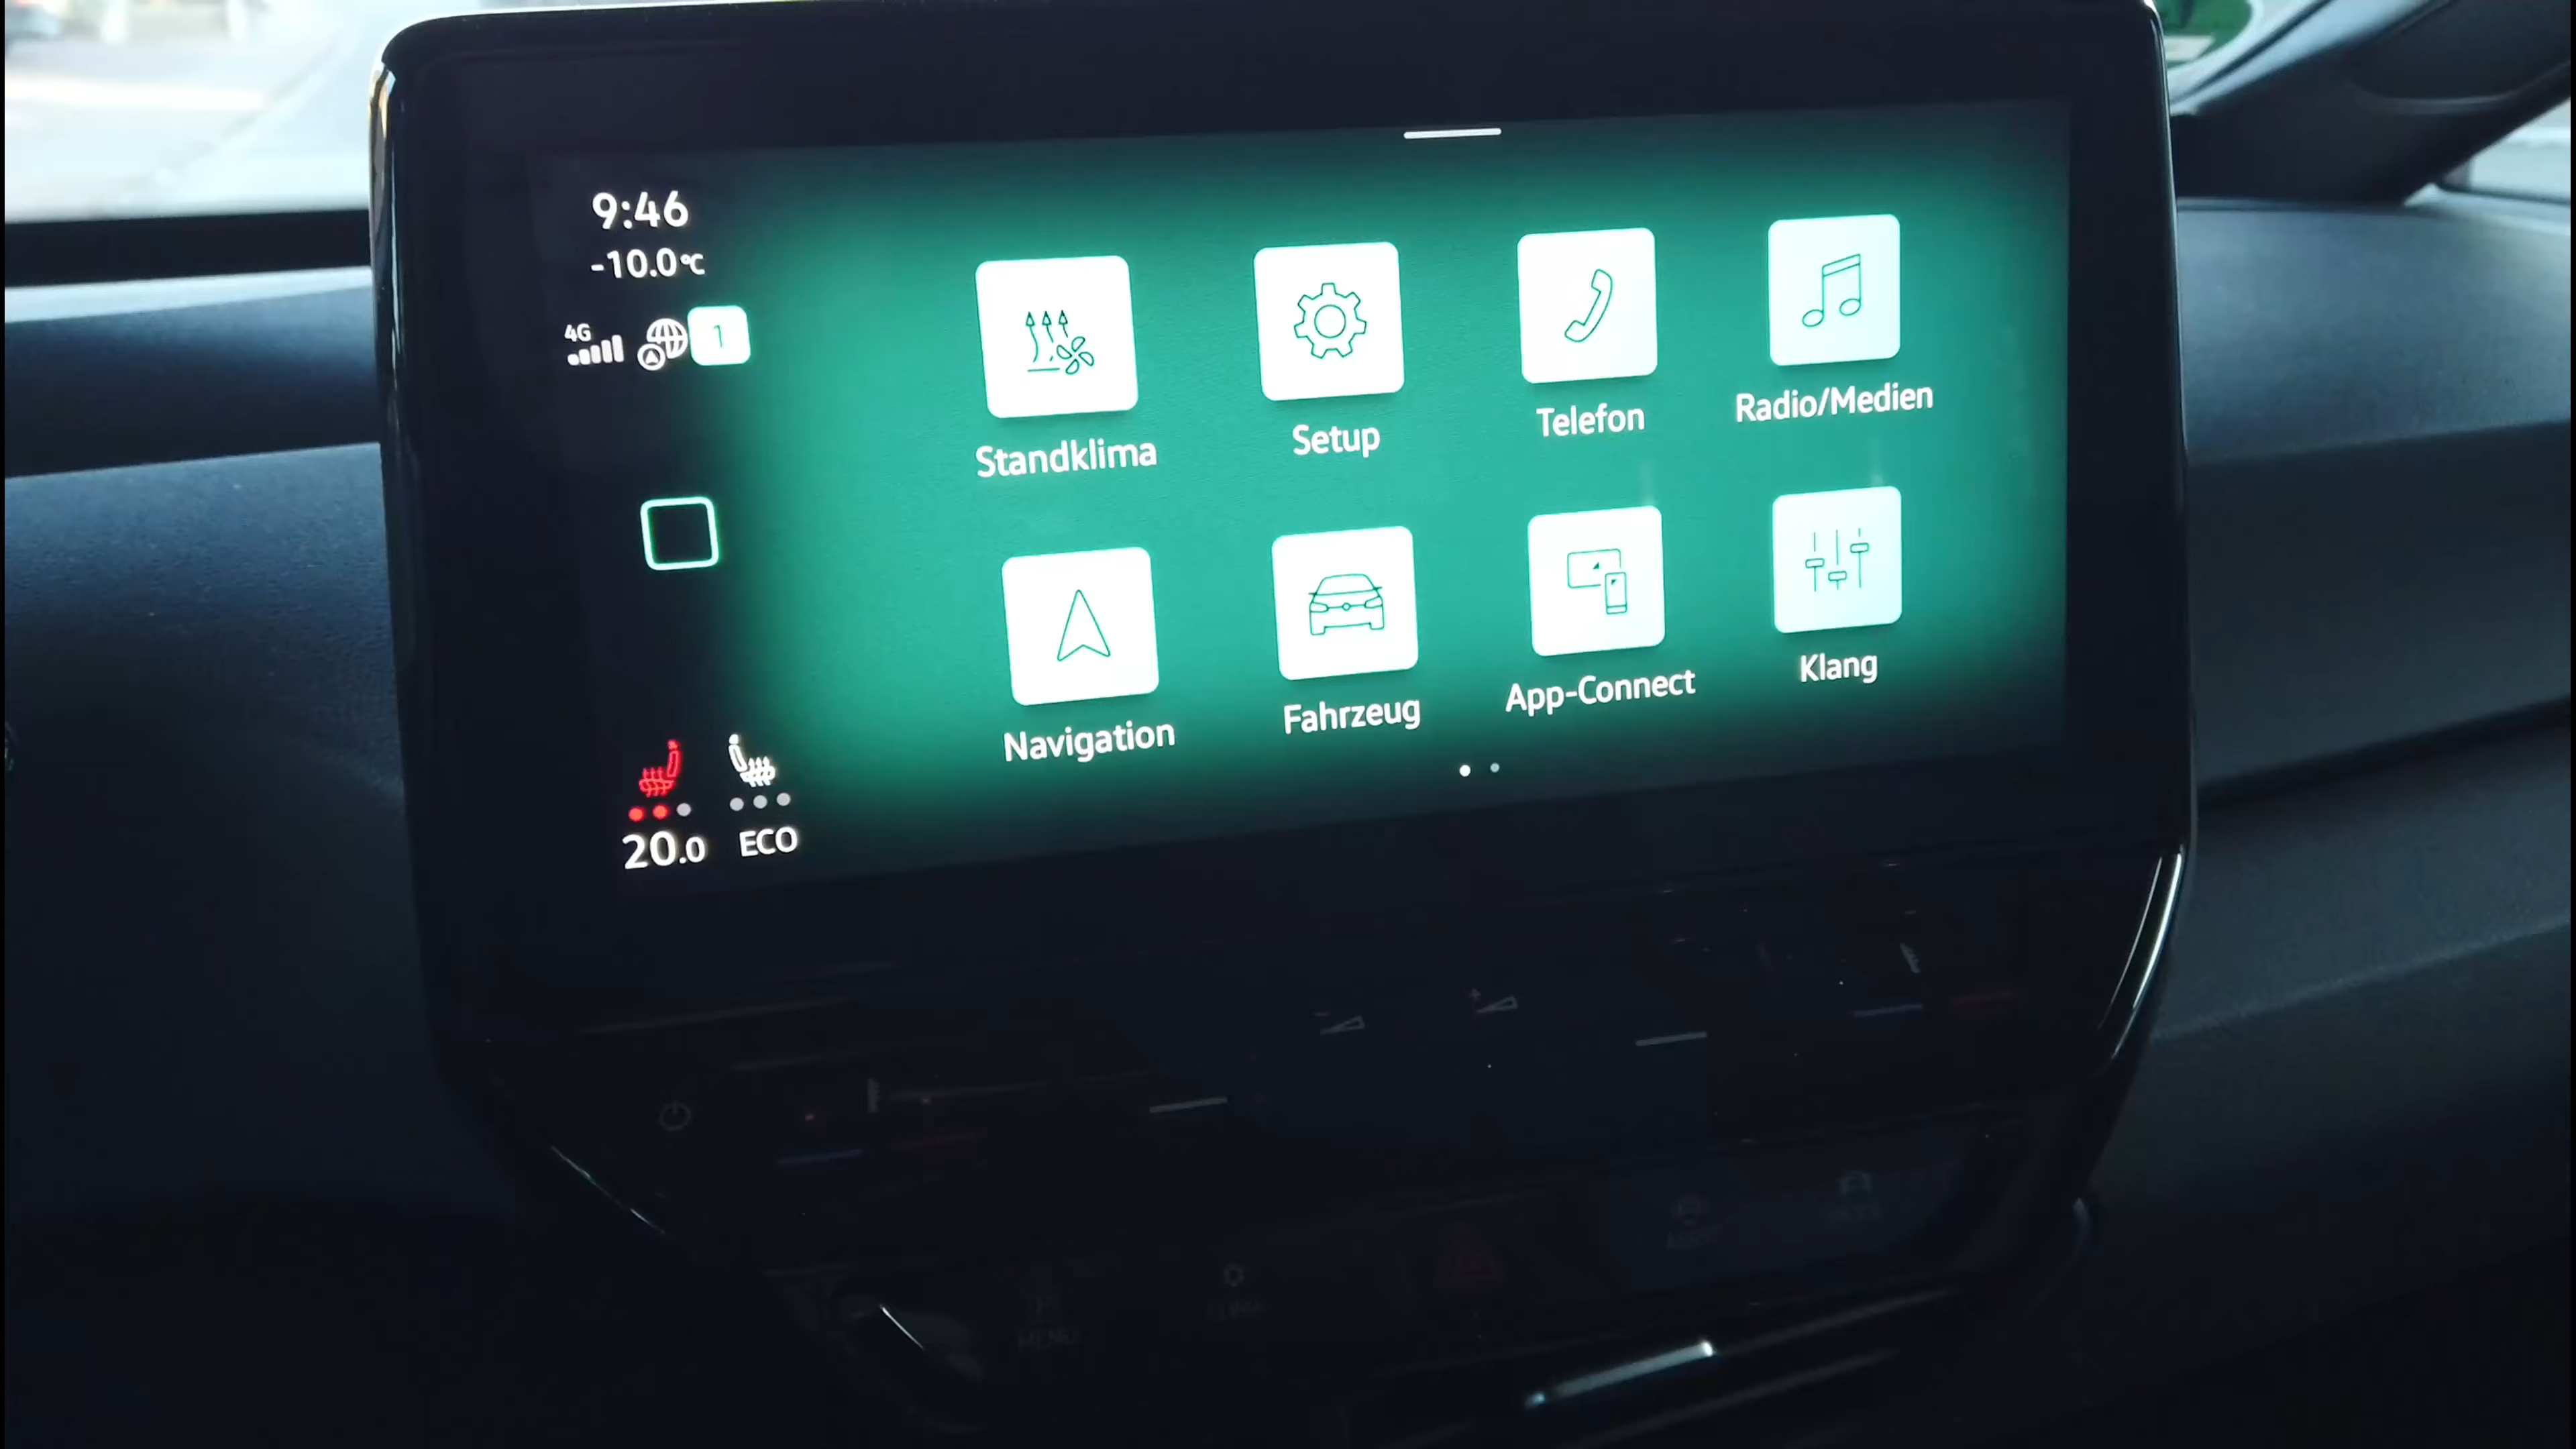 9:46
-10.0°C
4G
1
Standklima
Setup
Telefon
Radio/Medien
Navigation
Fahrzeug
App-Connect
Klang
20.0
ECO
MENU